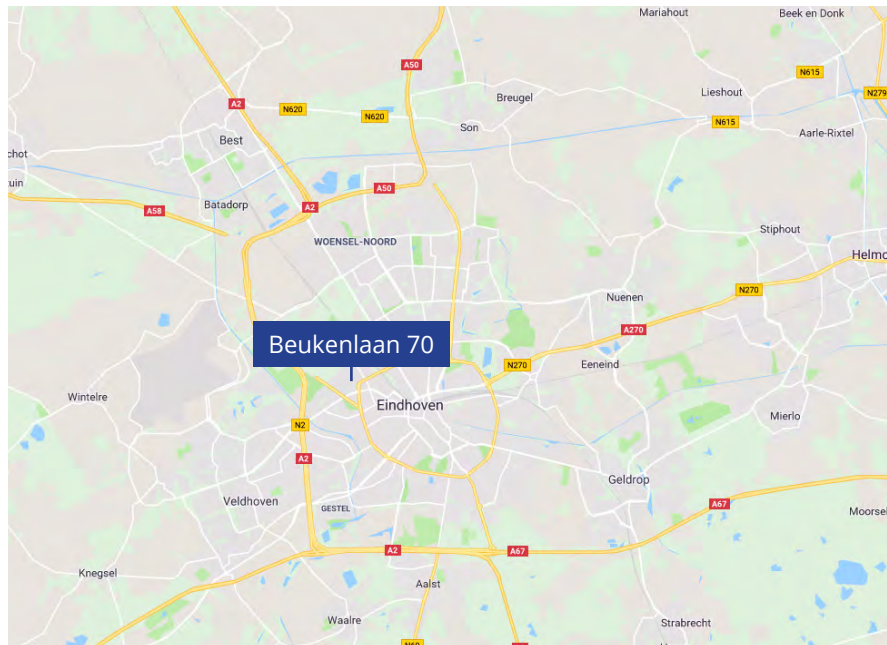 Mariahout
Beek en Donk
A50
N615
A2
N620
N620
Breugel
Lieshout
N279
Son
N615
Aarle-Rixtel
Best
chot
tuin
A50
Batadorp
A58
A2
WOENSEL-NOORD
Stiphout
Helmo
N270
Nuenen
A270
Beukenlaan 70
N270
Eeneind
Wintelre
Eindhoven
Mierlo
N2
A2
Geldrop
Veldhoven
GESTEL
A67
Moorsel
A2
A67
Knegsel
Aalst
Waalre
Strabrecht
N69